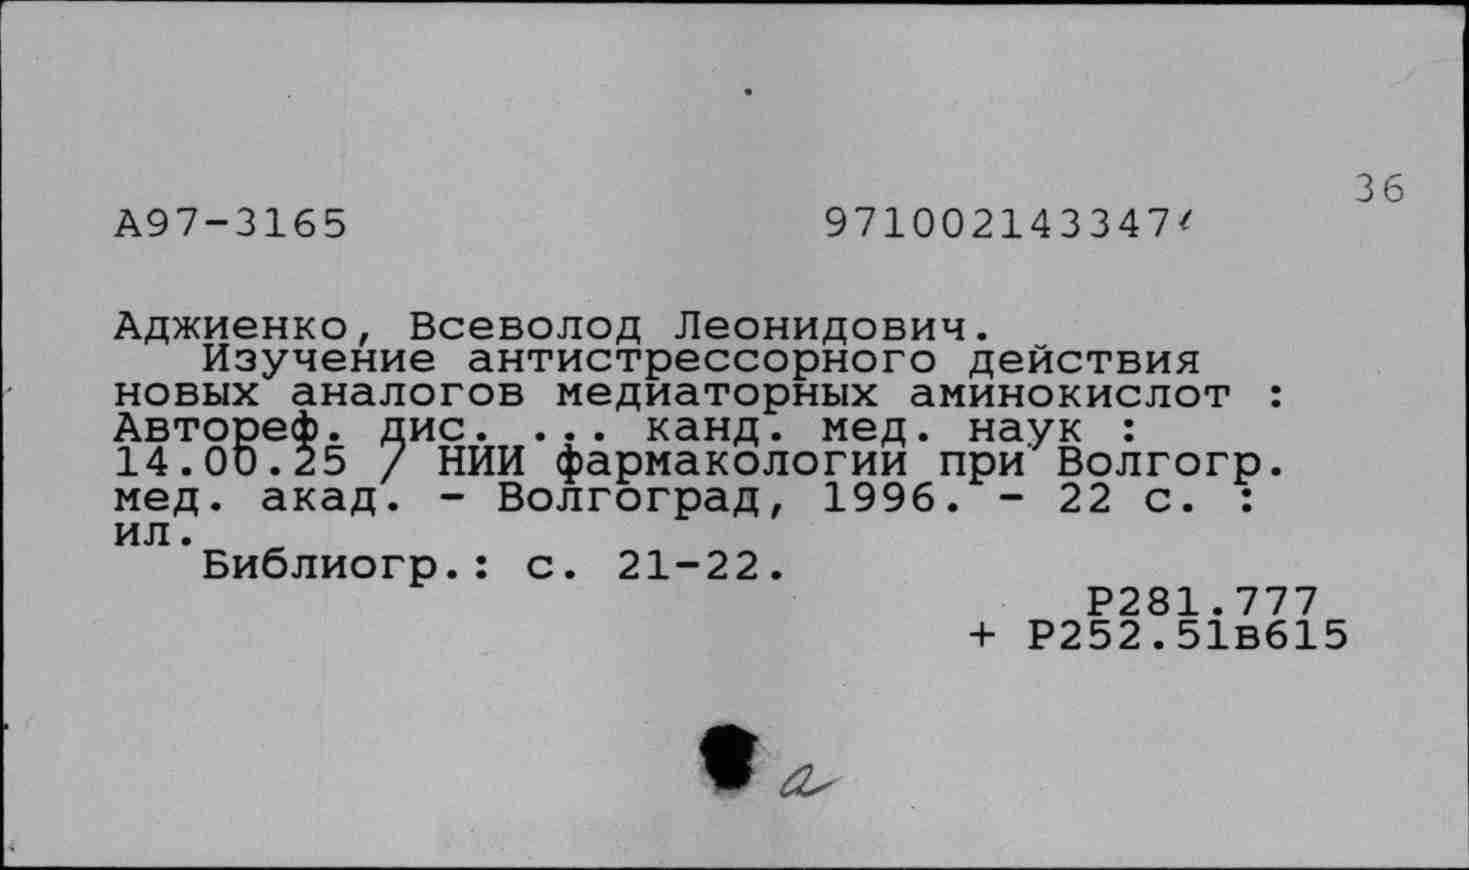 36
А97-3165 971002143347
Аджиенко, Всеволод Леонидович.
Изучение антистрессорного действия
новых аналогов медиаторных аминокислот :
Автореф. дис. ... канд. мед. наук :
14.00.25 / НИИ фармакологии при Волгогр.
мед. акад. - Волгоград, 1996. - 22 с. :
ил.
Библиогр.: с. 21-22.
Р281.777
+ Р252.51в615
а